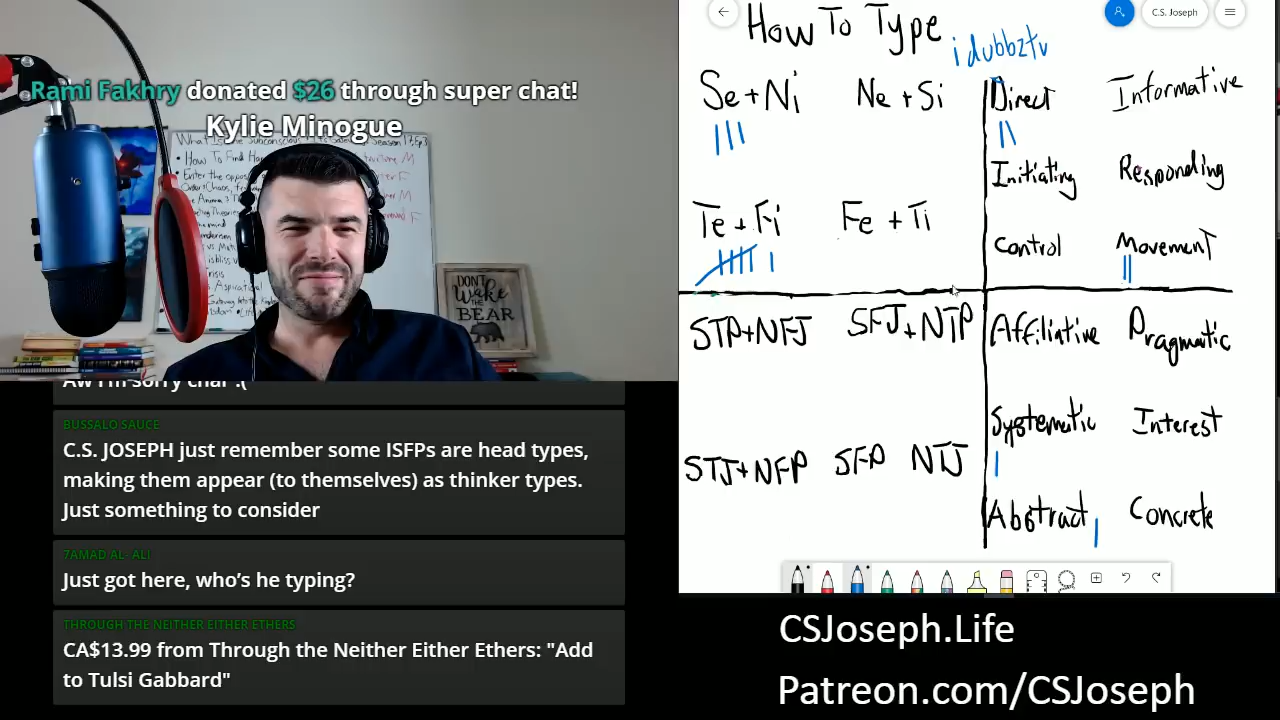 Rami Fakhry donated $26 through super chat!
Kylie Minogue
DON'T
Wake
THE
BEAR
Aw I'm sorry chat :(
BUSSALO SAUCE
C.S. JOSEPH just remember some ISFPs are head types,
making them appear (to themselves) as thinker types.
Just something to consider
7AMAD AL- ALI
Just got here, who's he typing?
THROUGH THE NEITHER EITHER ETHERS
CA$13.99 from Through the Neither Either Ethers: "Add
to Tulsi Gabbard"
How To Type
idubbztv
C.S. Joseph
Se + Ni
Ne + Si
Te + Fi
Fe + Ti
Direct
Informative
Initiating
Responding
Control
Movement
STP+NFJ
SFJ+NTP
STJ+NFP
SFP NTJ
Affiliative
Pragmatic
Systematic
Interest
Abstract
Concrete
CSJoseph.Life
Patreon.com/CSJoseph